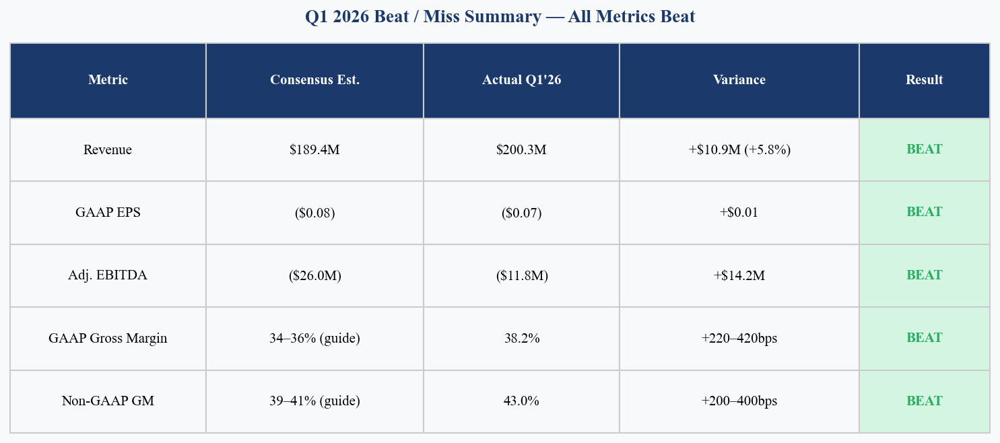 Q1 2026 Beat / Miss Summary — All Metrics Beat
Metric Consensus Est. Actual Q1'26 Variance Result
Revenue $189.4M $200.3M +$10.9M (+5.8%) BEAT
GAAP EPS ($0.08) ($0.07) +$0.01 BEAT
Adj. EBITDA ($26.0M) ($11.8M) +$14.2M BEAT
GAAP Gross Margin 34–36% (guide) 38.2% +220–420bps BEAT
Non-GAAP GM 39–41% (guide) 43.0% +200–400bps BEAT